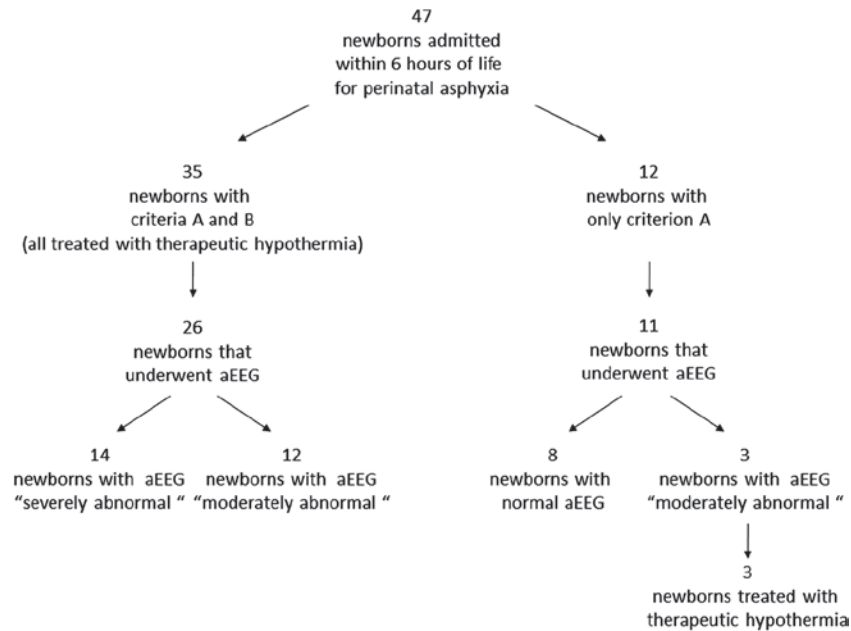 47
newborns admitted
within 6 hours of life
for perinatal asphyxia
35
newborns with
criteria A and B
(all treated with therapeutic hypothermia)
12
newborns with
only criterion A
26
newborns that
underwent aEEG
11
newborns that
underwent aEEG
14
newborns with aEEG
“severely abnormal “
12
newborns with aEEG
“moderately abnormal “
8
newborns with
normal aEEG
3
newborns with aEEG
“moderately abnormal “
3
newborns treated with
therapeutic hypothermia